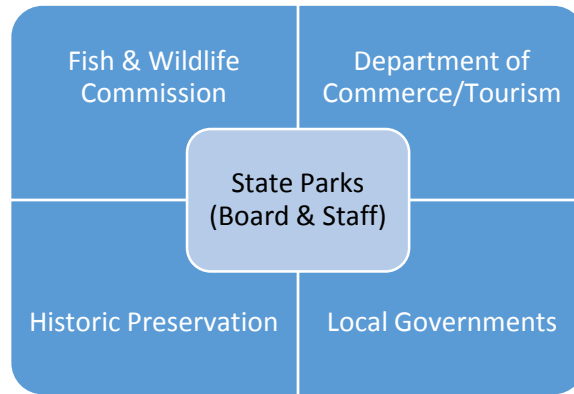 Fish & Wildlife
Commission
Department of
Commerce/Tourism
State Parks
(Board & Staff)
Historic Preservation
Local Governments